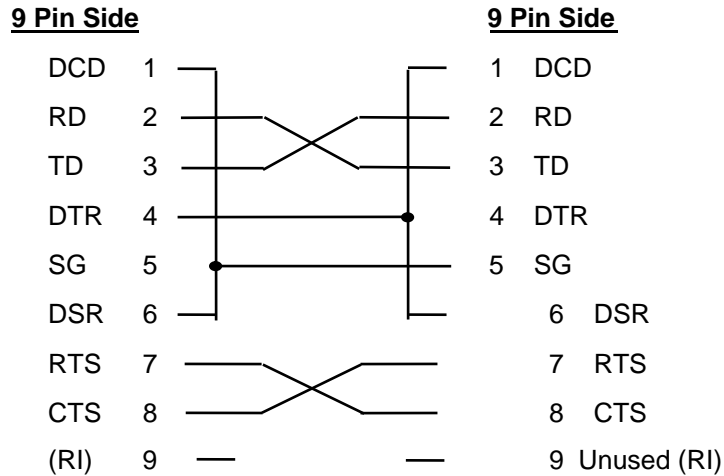 9 Pin Side 9 Pin Side
DCD 1 1 DCD
RD 2 2 RD
TD 3 3 TD
DTR 4 4 DTR
SG 5 5 SG
DSR 6 6 DSR
RTS 7 7 RTS
CTS 8 8 CTS
(RI) 9 9 Unused (RI)